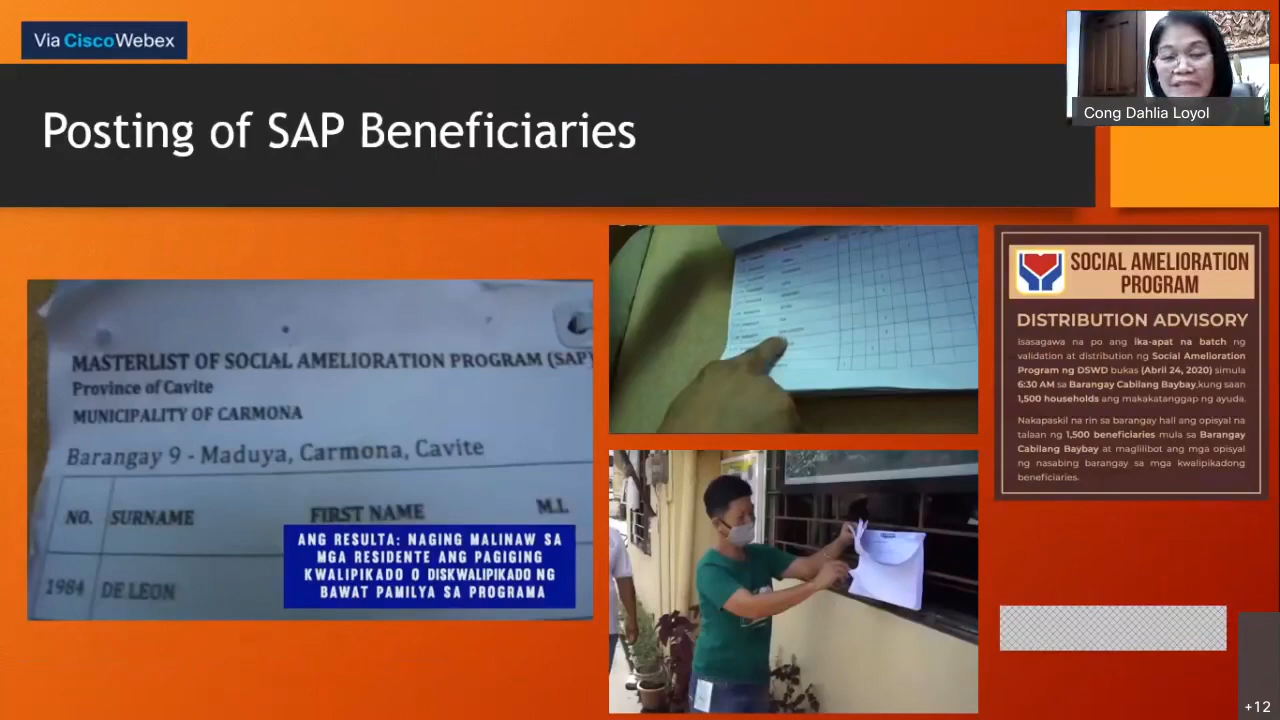 Via CiscoWebex
Cong Dahlia Loyol
Posting of SAP Beneficiaries
MASTERLIST OF SOCIAL AMELIORATION PROGRAM (SAP)
Province of Cavite
MUNICIPALITY OF CARMONA
Barangay 9 - Maduya, Carmona, Cavite
NO. SURNAME FIRST NAME M.I.
1984 DE LEON
ANG RESULTA: NAGING MALINAW SA
MGA RESIDENTE ANG PAGIGING
KWALIPIKADO O DISKWALIPIKADO NG
BAWAT PAMILYA SA PROGRAMA
SOCIAL AMELIORATION
PROGRAM
DISTRIBUTION ADVISORY
Isasagawa na po ang ika-apat na batch ng
validation at distribution ng Social Amelioration
Program ng DSWD bukas (Abril 24, 2020) simula
6:30 AM sa Barangay Cabilang Baybay,kung saan
1,500 households ang makakatanggap ng ayuda.
Nakapaskil na rin sa barangay hall ang opisyal na
talaan ng 1,500 beneficiaries mula sa Barangay
Cabilang Baybay at maglilibot ang mga opisyal
ng nasabing barangay sa mga kwalipikadong
beneficiaries.
+12